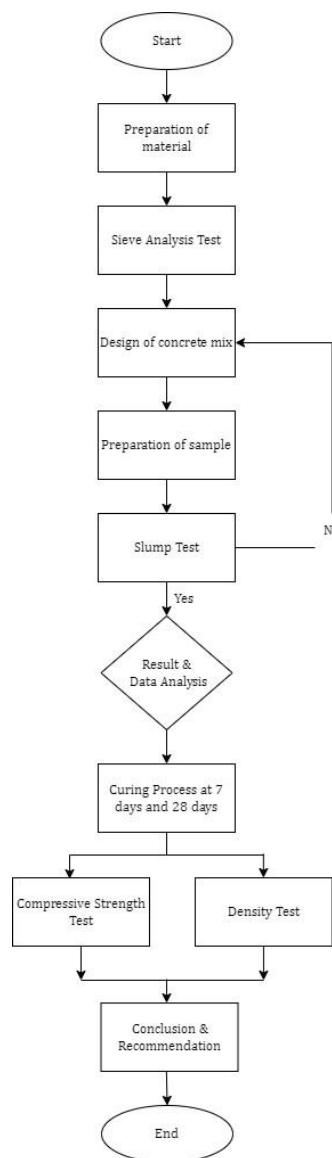 Start
Preparation of
material
Sieve Analysis Test
Design of concrete mix
Preparation of sample
Slump Test
N
Yes
Result &
Data Analysis
Curing Process at 7
days and 28 days
Compressive Strength
Test
Density Test
Conclusion &
Recommendation
End